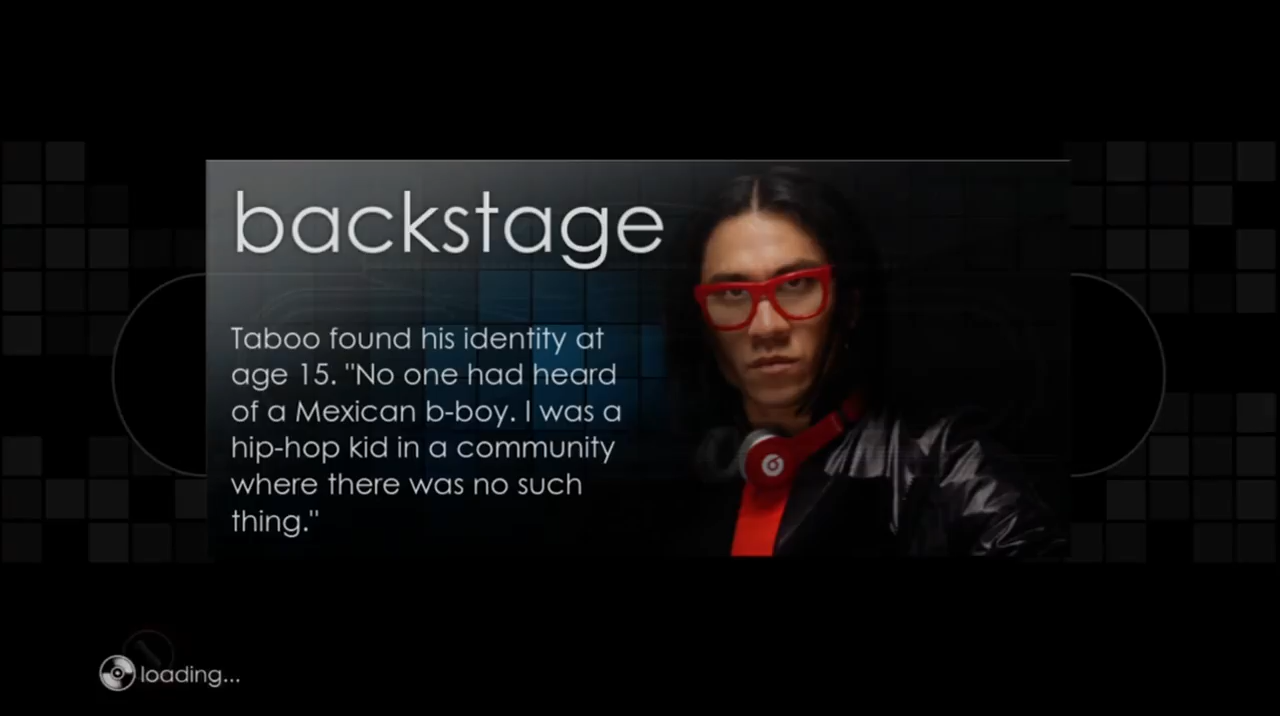 backstage
Taboo found his identity at
age 15. "No one had heard
of a Mexican b-boy. I was a
hip-hop kid in a community
where there was no such
thing."
loading...